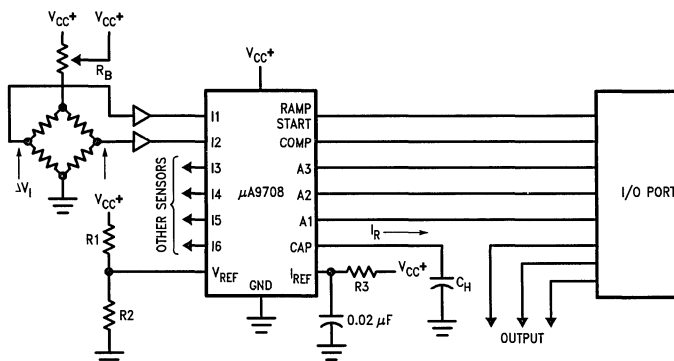 VCC+
VCC+
RB
VCC+
RAMP START
I1
COMP
I2
A3
I3
OTHER SENSORS
I4
μA9708
A2
I5
A1
I6
CAP
IR
VREF
GND
IREF
R3
VCC+
CH
0.02 μF
ΔVI
VCC+
R1
R2
I/O PORT
OUTPUT